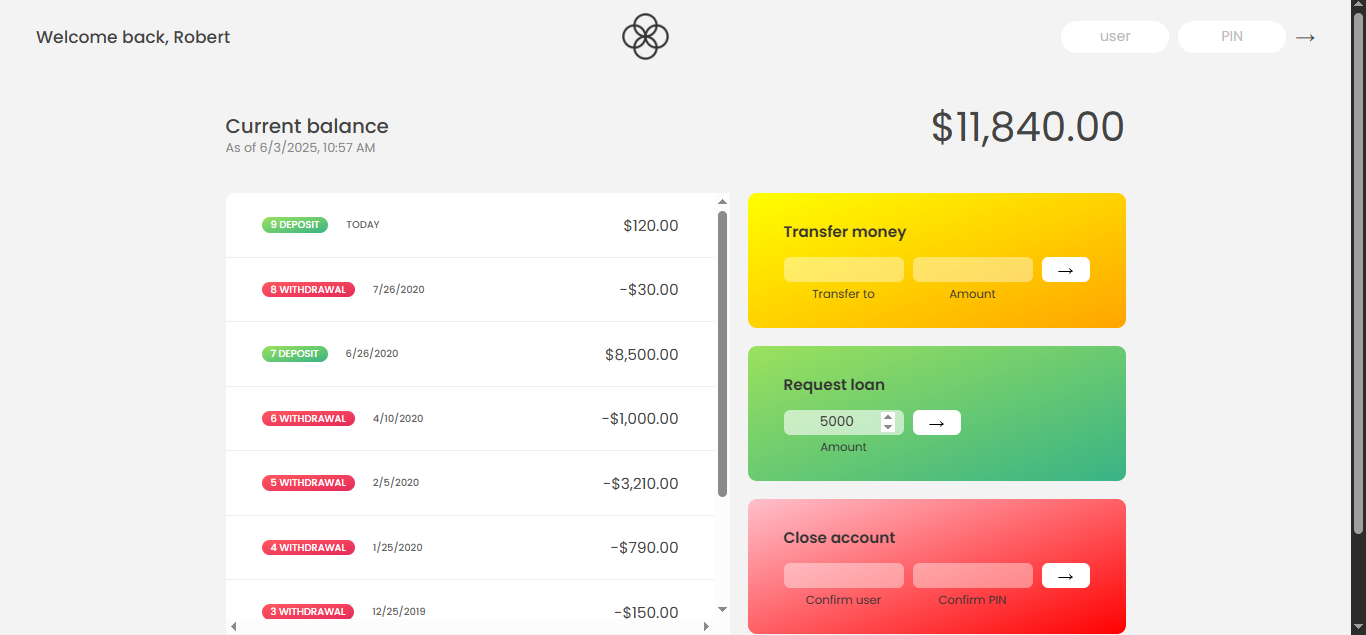 Welcome back, Robert
user
PIN
→
Current balance
As of 6/3/2025, 10:57 AM
$11,840.00
9 DEPOSIT TODAY $120.00
8 WITHDRAWAL 7/26/2020 -$30.00
7 DEPOSIT 6/26/2020 $8,500.00
6 WITHDRAWAL 4/10/2020 -$1,000.00
5 WITHDRAWAL 2/5/2020 -$3,210.00
4 WITHDRAWAL 1/25/2020 -$790.00
3 WITHDRAWAL 12/25/2019 -$150.00
Transfer money
→
Transfer to Amount
Request loan
5000 →
Amount
Close account
→
Confirm user Confirm PIN